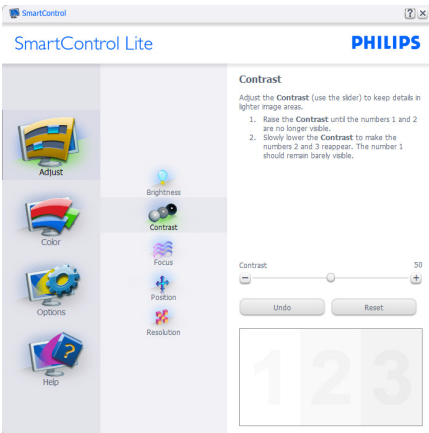 SmartControl
SmartControl Lite
PHILIPS
Adjust
Color
Options
Help
Brightness
Contrast
Focus
Position
Resolution
Contrast
Adjust the Contrast (use the slider) to keep details in
lighter image areas.
1. Raise the Contrast until the numbers 1 and 2
are no longer visible.
2. Slowly lower the Contrast to make the
numbers 2 and 3 reappear. The number 1
should remain barely visible.
Contrast 50
Undo Reset
1 2 3